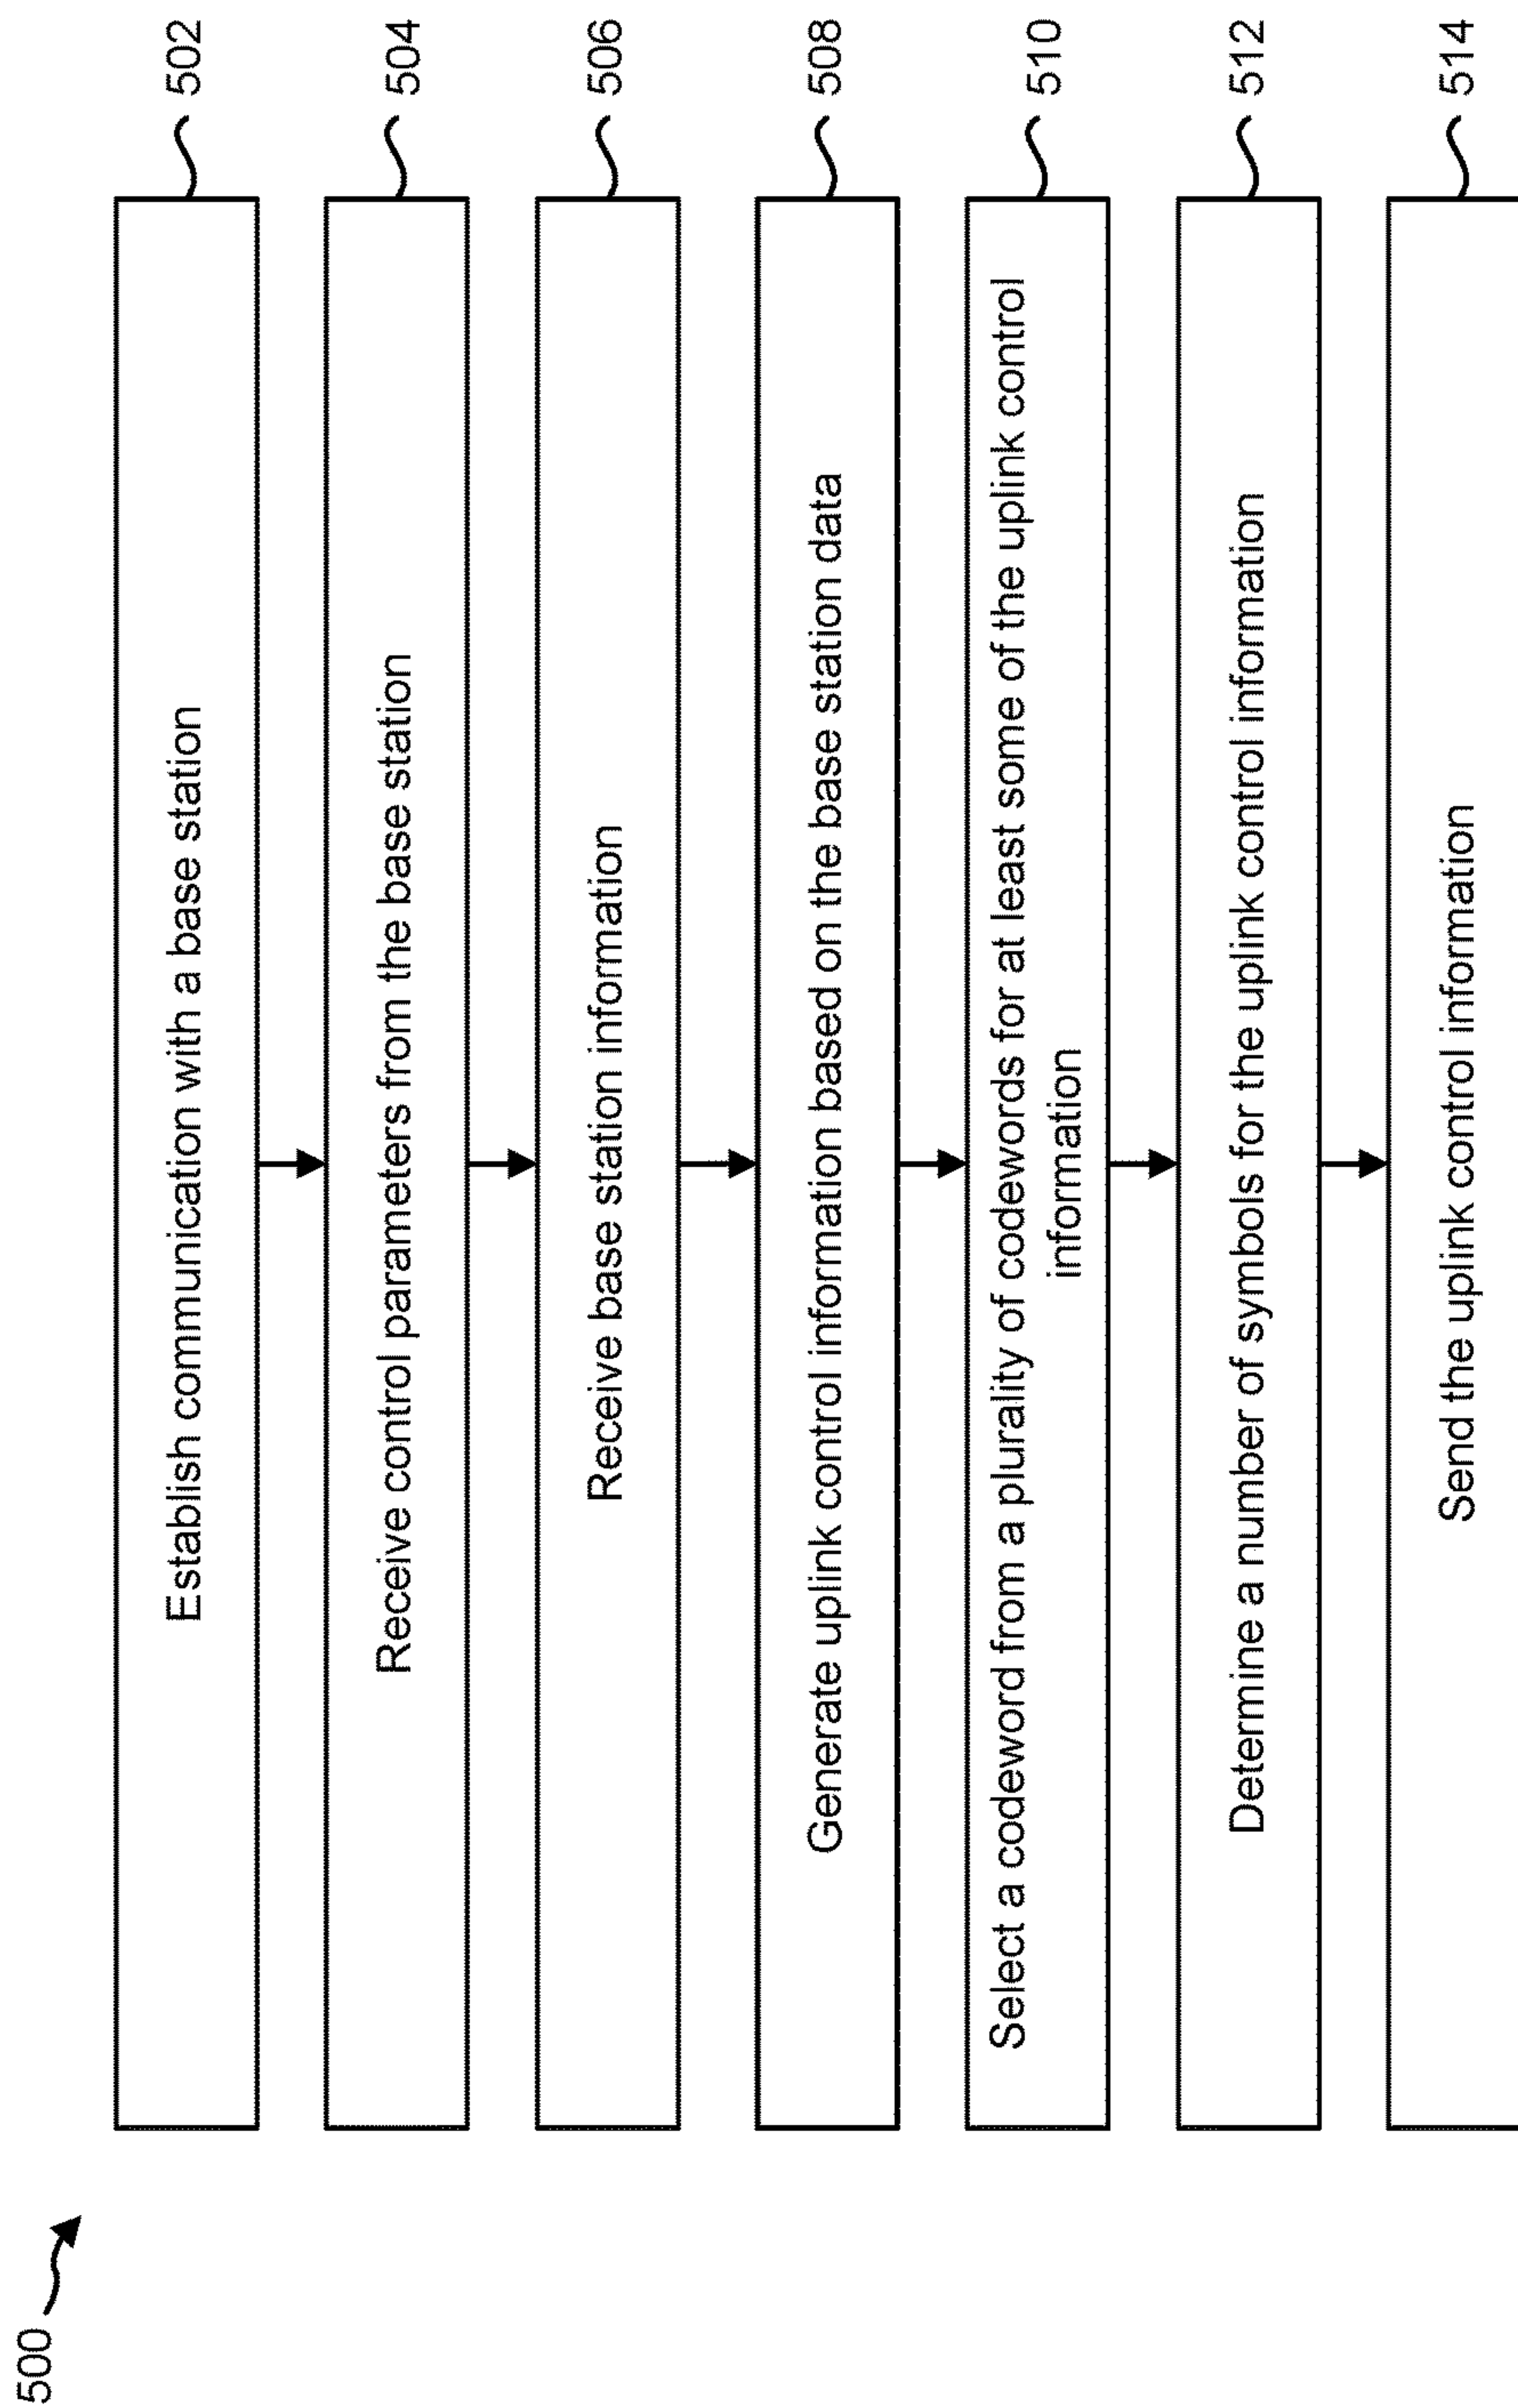 500
Establish communication with a base station
502
Receive control parameters from the base station
504
Receive base station information
506
Generate uplink control information based on the base station data
508
Select a codeword from a plurality of codewords for at least some of the uplink control
information
510
Determine a number of symbols for the uplink control information
512
Send the uplink control information
514